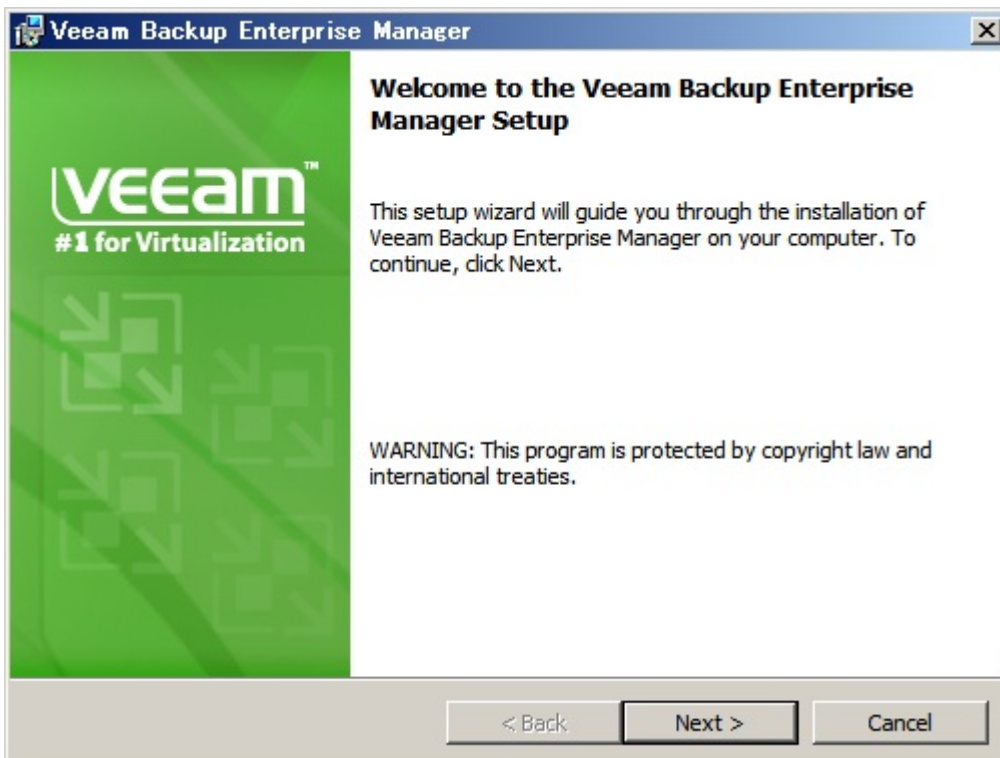 Veeam Backup Enterprise Manager
Welcome to the Veeam Backup Enterprise
Manager Setup
veeam™
#1 for Virtualization
This setup wizard will guide you through the installation of
Veeam Backup Enterprise Manager on your computer. To
continue, click Next.
WARNING: This program is protected by copyright law and
international treaties.
< Back
Next >
Cancel